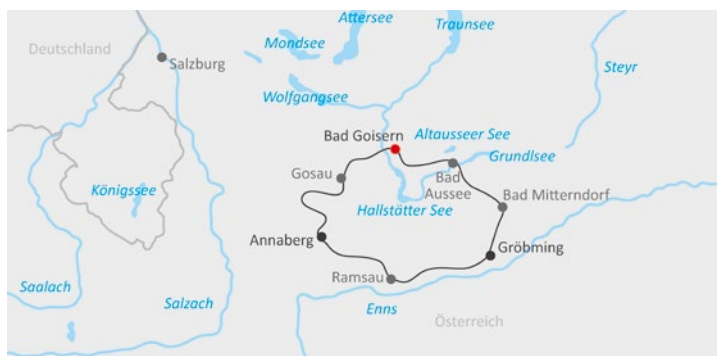 Deutschland
Salzburg
Mondsee
Attersee
Traunsee
Steyr
Wolfgangsee
Bad Goisern
Altausseer See
Grundlsee
Gosau
Bad
Aussee
Königssee
Hallstätter See
Bad Mitterndorf
Annaberg
Gröbming
Saalach
Salzach
Ramsau
Enns
Österreich